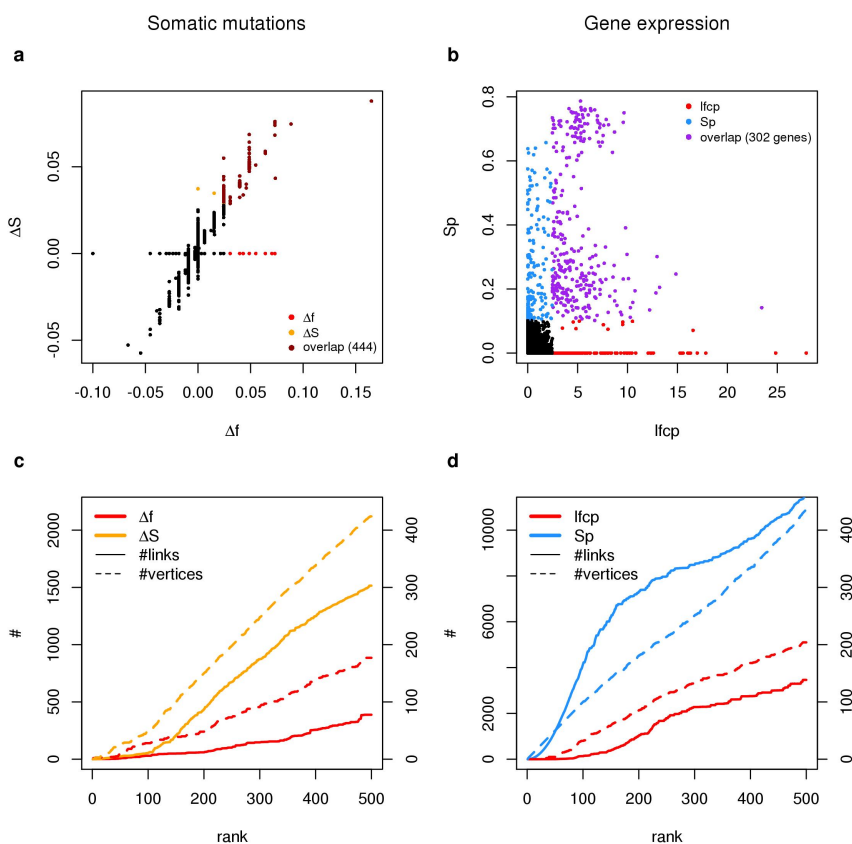 Somatic mutations
Gene expression
a
ΔS
0.05
0.00
-0.05
Δf
ΔS
overlap (444)
-0.10 -0.05 0.00 0.05 0.10 0.15
Δf
b
Sp
0.8
0.6
0.4
0.2
0.0
lfcp
Sp
overlap (302 genes)
0 5 10 15 20 25
lfcp
c
#
2000
1500
1000
500
0
Δf
ΔS
#links
#vertices
400
300
200
100
0
0 100 200 300 400 500
rank
d
#
10000
6000
2000
0
lfcp
Sp
#links
#vertices
400
300
200
100
0
0 100 200 300 400 500
rank